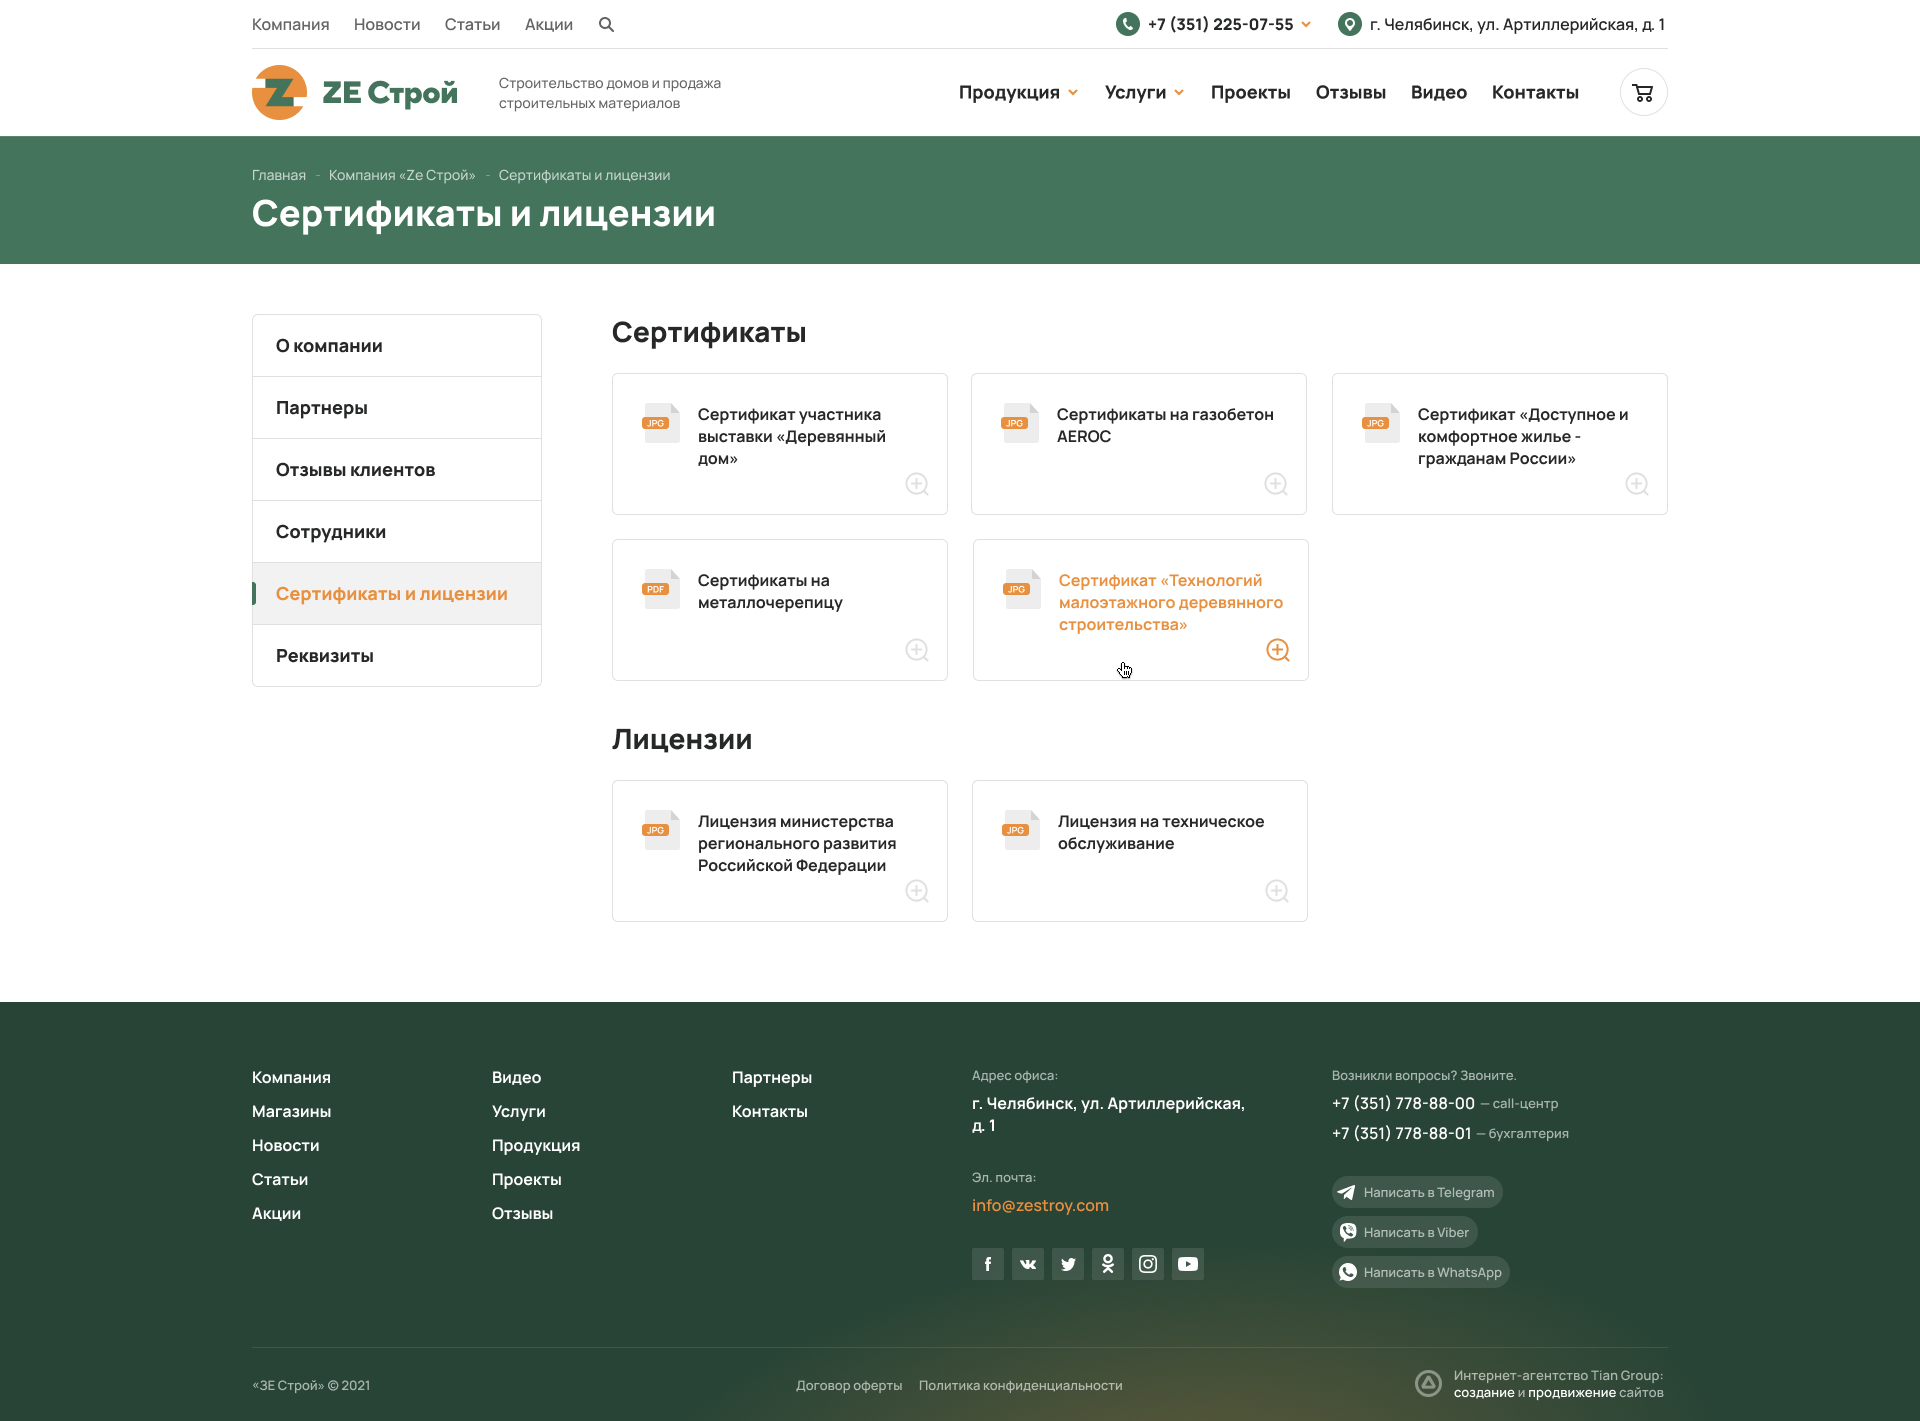 Компания Новости Статьи Акции
+7 (351) 225-07-55
г. Челябинск, ул. Артиллерийская, д. 1
ZE Строй
Строительство домов и продажа
строительных материалов
Продукция Услуги Проекты Отзывы Видео Контакты
Главная - Компания «Ze Строй» - Сертификаты и лицензии
Сертификаты и лицензии
О компании
Партнеры
Отзывы клиентов
Сотрудники
Сертификаты и лицензии
Реквизиты
Сертификаты
JPG
Сертификат участника
выставки «Деревянный
дом»
JPG
Сертификаты на газобетон
AEROC
JPG
Сертификат «Доступное и
комфортное жилье -
гражданам России»
PDF
Сертификаты на
металлочерепицу
JPG
Сертификат «Технологий
малоэтажного деревянного
строительства»
Лицензии
JPG
Лицензия министерства
регионального развития
Российской Федерации
JPG
Лицензия на техническое
обслуживание
Компания
Магазины
Новости
Статьи
Акции
Видео
Услуги
Продукция
Проекты
Отзывы
Партнеры
Контакты
Адрес офиса:
г. Челябинск, ул. Артиллерийская,
д. 1
Эл. почта:
info@zestroy.com
Возникли вопросы? Звоните.
+7 (351) 778-88-00 — call-центр
+7 (351) 778-88-01 — бухгалтерия
Написать в Telegram
Написать в Viber
Написать в WhatsApp
«ЗЕ Строй» © 2021
Договор оферты
Политика конфиденциальности
Интернет-агентство Tian Group:
создание и продвижение сайтов